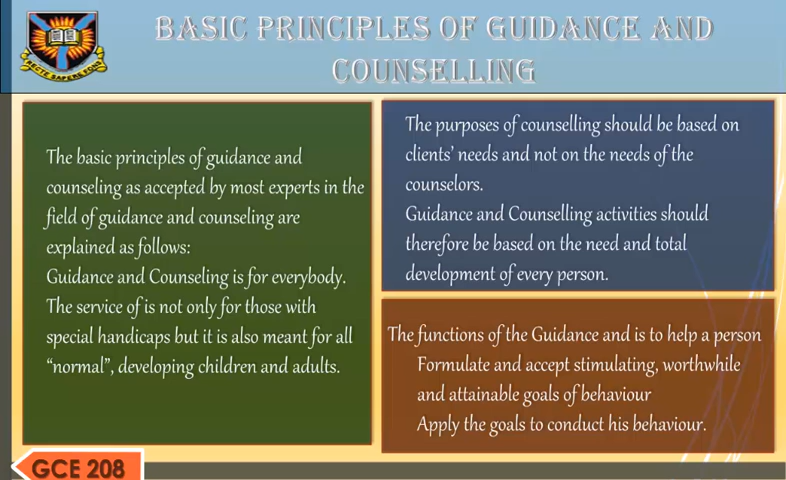 BASIC PRINCIPLES OF GUIDANCE AND
COUNSELLING
The basic principles of guidance and
counseling as accepted by most experts in the
field of guidance and counseling are
explained as follows:
Guidance and Counseling is for everybody.
The service of is not only for those with
special handicaps but it is also meant for all
“normal”, developing children and adults.
The purposes of counselling should be based on
clients’ needs and not on the needs of the
counselors.
Guidance and Counselling activities should
therefore be based on the need and total
development of every person.
The functions of the Guidance and is to help a person
Formulate and accept stimulating, worthwhile
and attainable goals of behaviour
Apply the goals to conduct his behaviour.
GCE 208